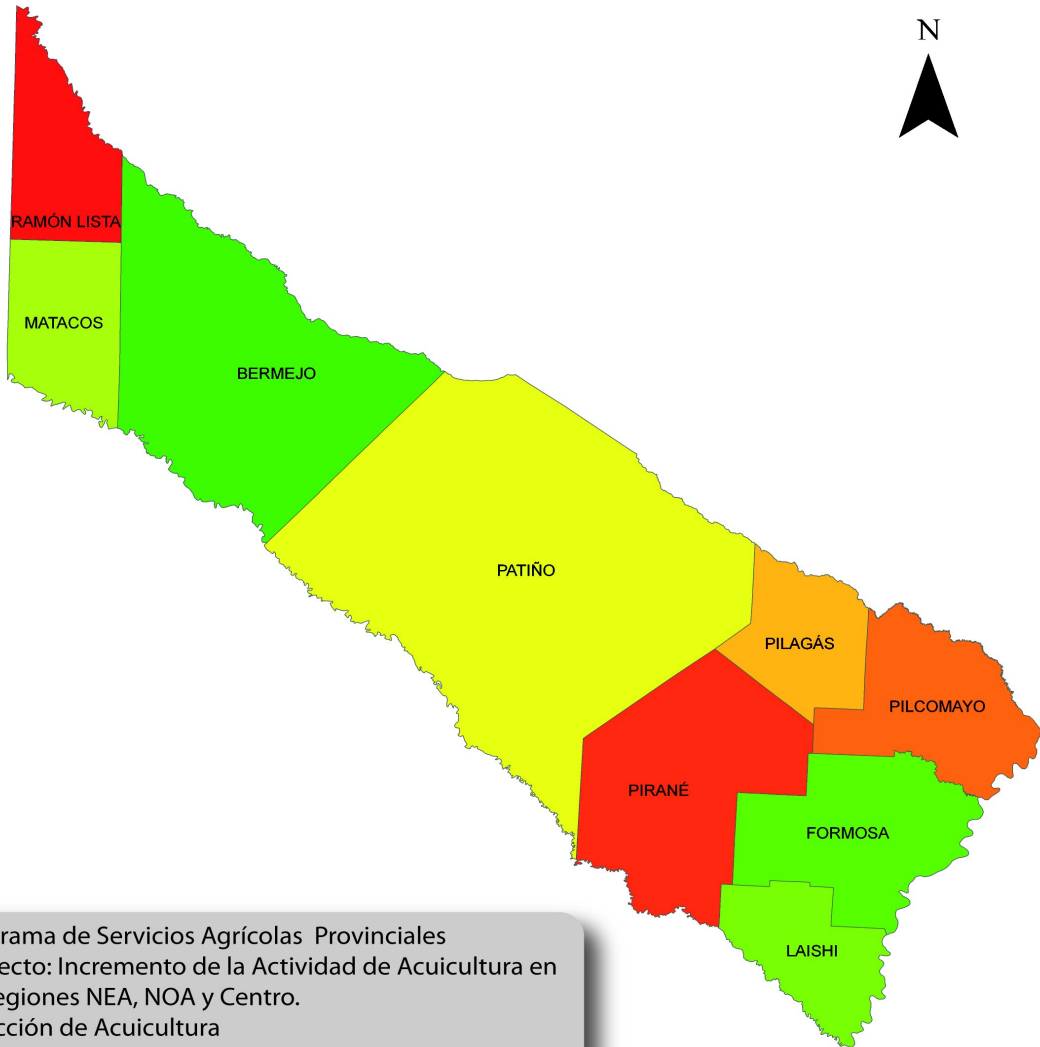 N
RAMÓN LISTA
MATACOS
BERMEJO
PATIÑO
PILAGÁS
PILCOMAYO
PIRANÉ
FORMOSA
LAISHI
rama de Servicios Agrícolas Provinciales
ecto: Incremento de la Actividad de Acuicultura en
egiones NEA, NOA y Centro.
cción de Acuicultura